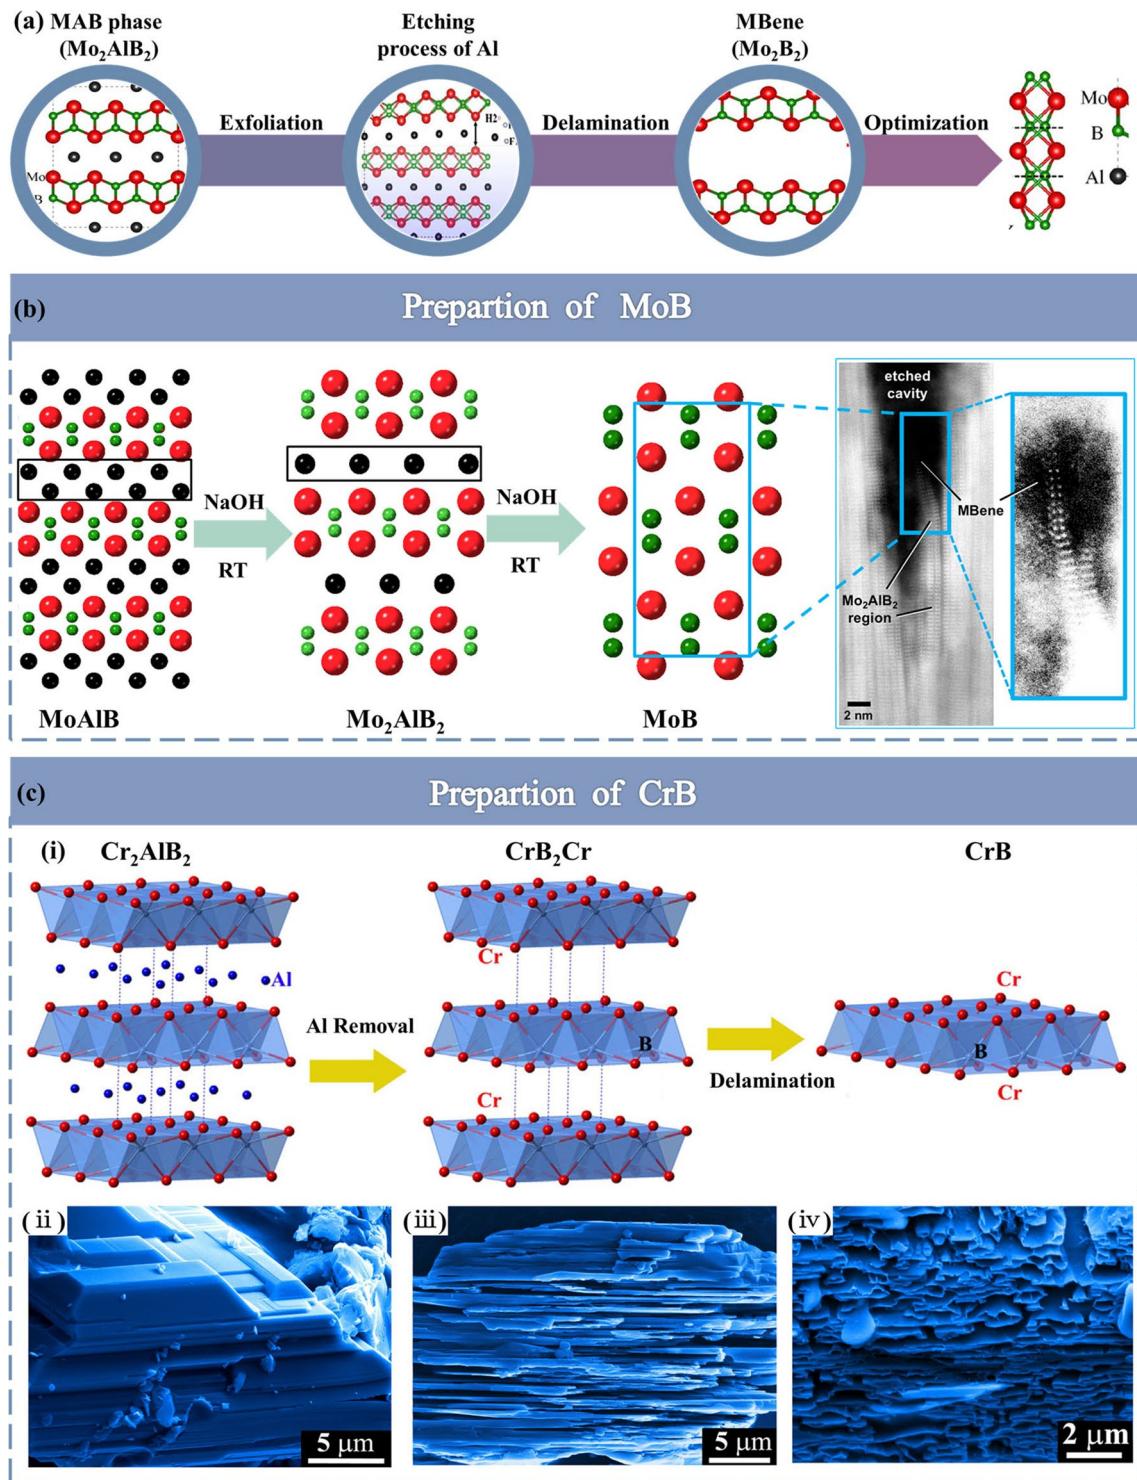 (a)
MAB phase
(Mo₂AlB₂)
Etching
process of Al
MBene
(Mo₂B₂)
Exfoliation
Delamination
Optimization
Mo
B
H2
F
Mo
B
Al
(b)
Prepartion of MoB
NaOH
RT
NaOH
RT
MoAlB
Mo₂AlB₂
MoB
etched
cavity
MBene
Mo₂AlB₂
region
2 nm
(c)
Prepartion of CrB
(i)
Cr₂AlB₂
CrB₂Cr
CrB
Al
Cr
Cr
Al Removal
B
B
Delamination
Cr
Cr
(ii)
(iii)
(iv)
5 μm
5 μm
2 μm